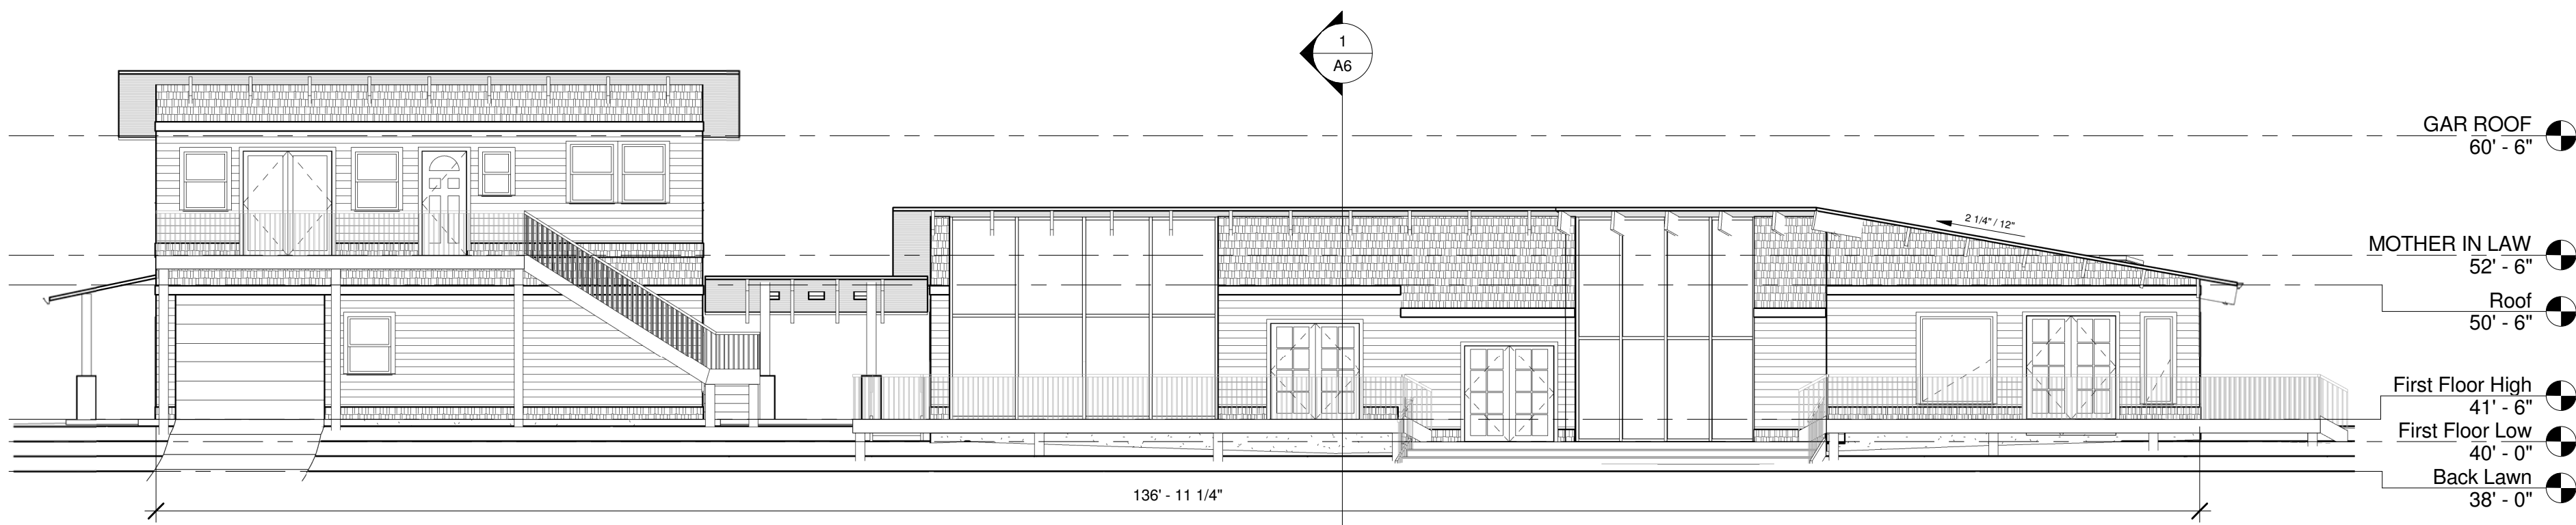 1
A6
GAR ROOF
60' - 6"
2 1/4" / 12"
MOTHER IN LAW
52' - 6"
Roof
50' - 6"
First Floor High
41' - 6"
First Floor Low
40' - 0"
Back Lawn
38' - 0"
136' - 11 1/4"